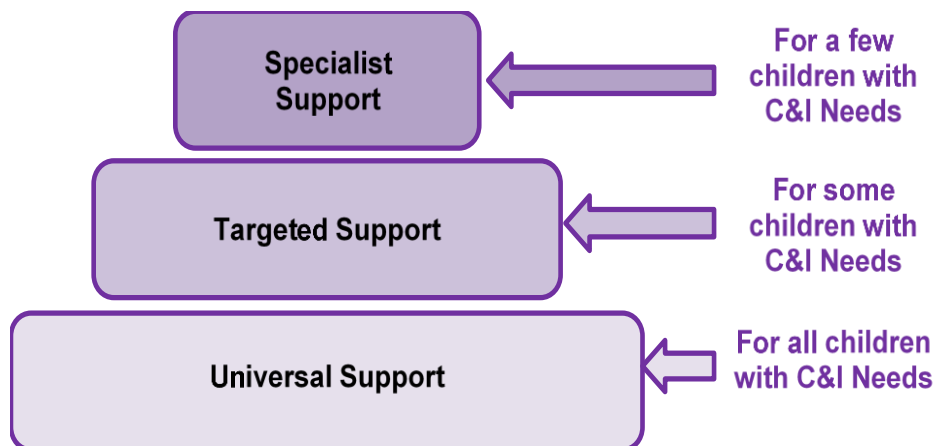 Specialist
Support
For a few
children with
C&I Needs
Targeted Support
For some
children with
C&I Needs
Universal Support
For all children
with C&I Needs